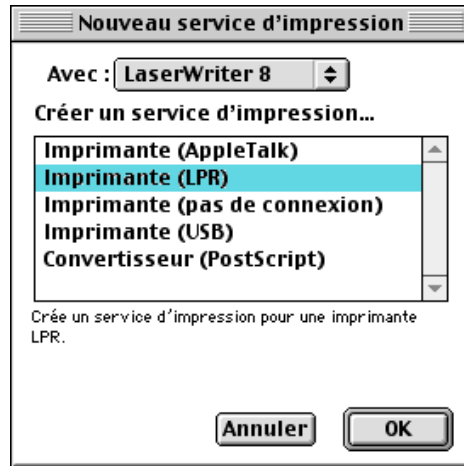 Nouveau service d'impression
Avec : LaserWriter 8
Créer un service d'impression...
Imprimante (AppleTalk)
Imprimante (LPR)
Imprimante (pas de connexion)
Imprimante (USB)
Convertisseur (PostScript)
Crée un service d'impression pour une imprimante
LPR.
Annuler OK